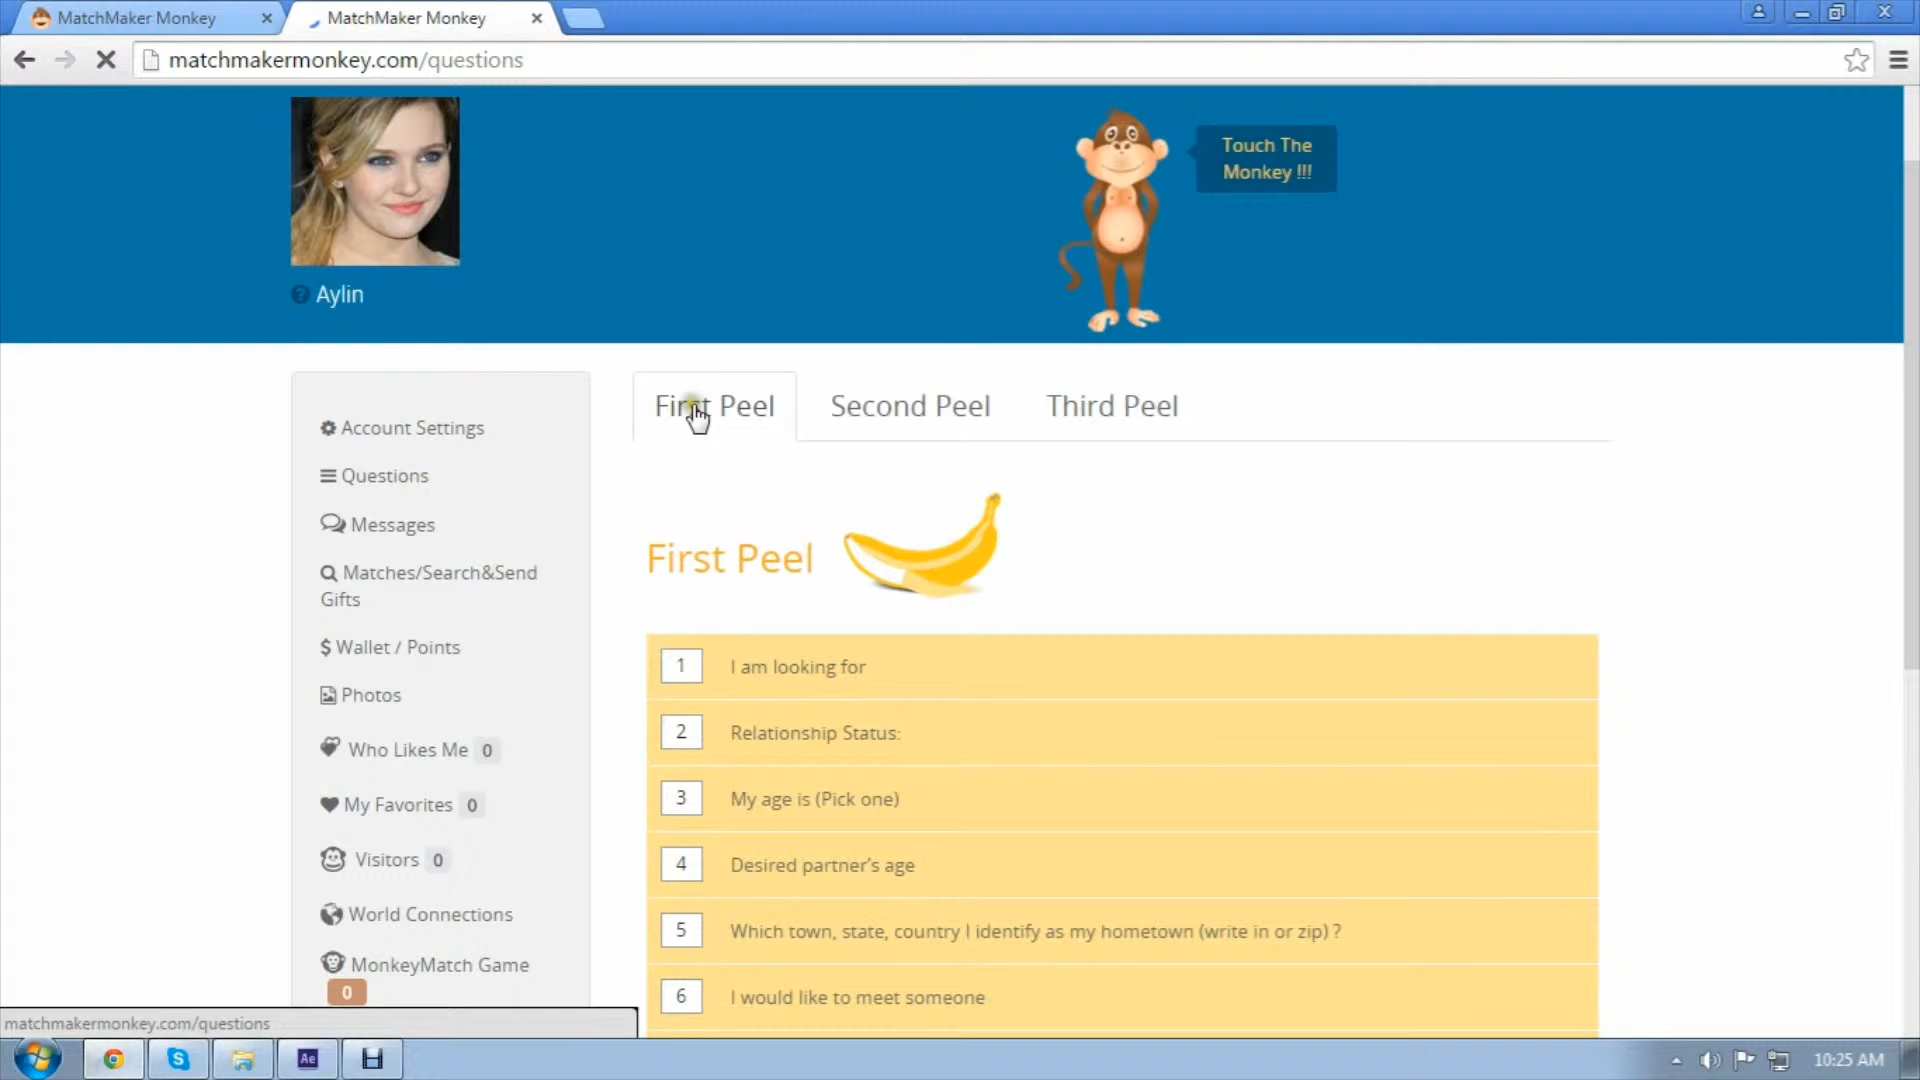 MatchMaker Monkey
MatchMaker Monkey
matchmakermonkey.com/questions
Touch The
Monkey !!!
Aylin
Account Settings
Questions
Messages
Matches/Search&Send
Gifts
$ Wallet / Points
Photos
Who Likes Me 0
My Favorites 0
Visitors 0
World Connections
MonkeyMatch Game
0
First Peel Second Peel Third Peel
First Peel
1 I am looking for
2 Relationship Status:
3 My age is (Pick one)
4 Desired partner's age
5 Which town, state, country I identify as my hometown (write in or zip) ?
6 I would like to meet someone
matchmakermonkey.com/questions
Ae
10:25 AM